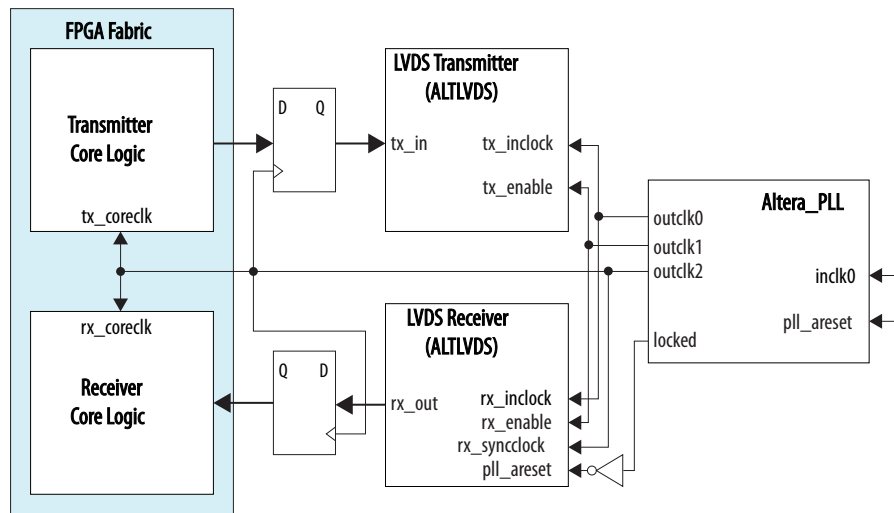 FPGA Fabric
Transmitter
Core Logic
tx_coreclk
D Q
LVDS Transmitter
(ALTLVDS)
tx_in
tx_inclock
tx_enable
Altera_PLL
outclk0
outclk1
outclk2
locked
inclk0
pll_areset
rx_coreclk
Receiver
Core Logic
Q D
LVDS Receiver
(ALTLVDS)
rx_out
rx_inclock
rx_enable
rx_syncclock
pll_areset